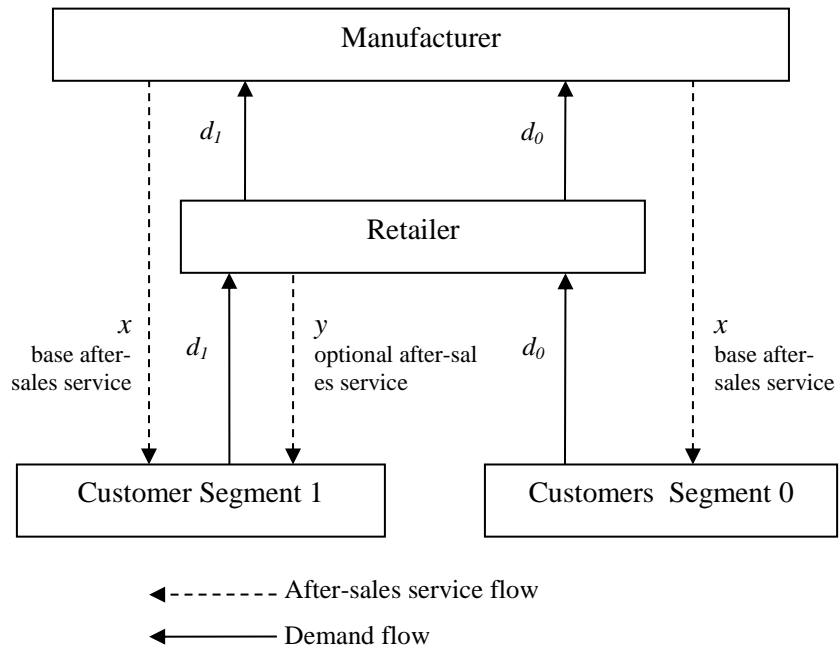 Manufacturer
d1
d0
Retailer
x
base after-
sales service
d1
y
optional after-sal
es service
d0
x
base after-
sales service
Customer Segment 1
Customers Segment 0
After-sales service flow
Demand flow